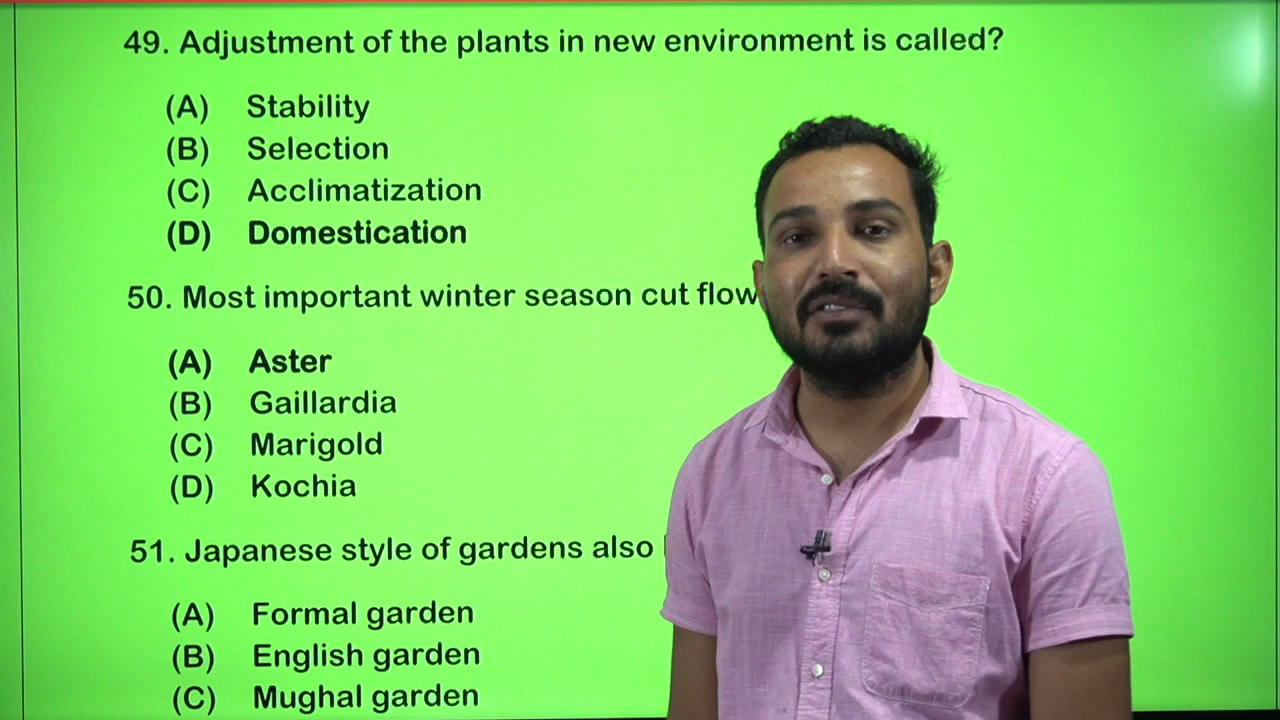 49. Adjustment of the plants in new environment is called?
(A) Stability
(B) Selection
(C) Acclimatization
(D) Domestication
50. Most important winter season cut flow
(A) Aster
(B) Gaillardia
(C) Marigold
(D) Kochia
51. Japanese style of gardens also
(A) Formal garden
(B) English garden
(C) Mughal garden